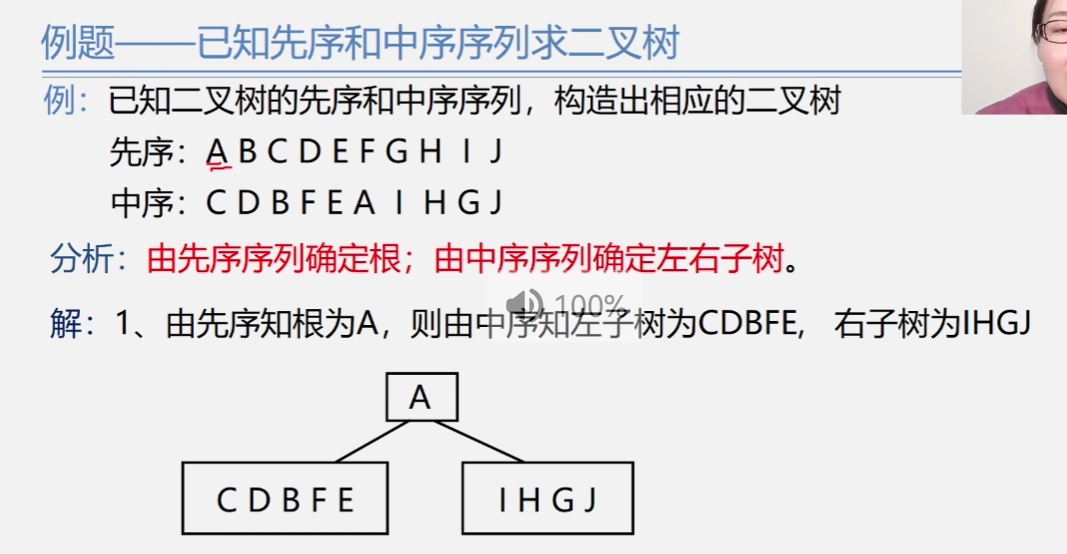 例题——已知先序和中序序列求二叉树
例：已知二叉树的先序和中序序列，构造出相应的二叉树
先序：A B C D E F G H I J
中序：C D B F E A I H G J
分析：由先序序列确定根；由中序序列确定左右子树。
100%
解：1、由先序知根为A，则由中序知左子树为CDBFE, 右子树为IHGJ
A
C D B F E
I H G J